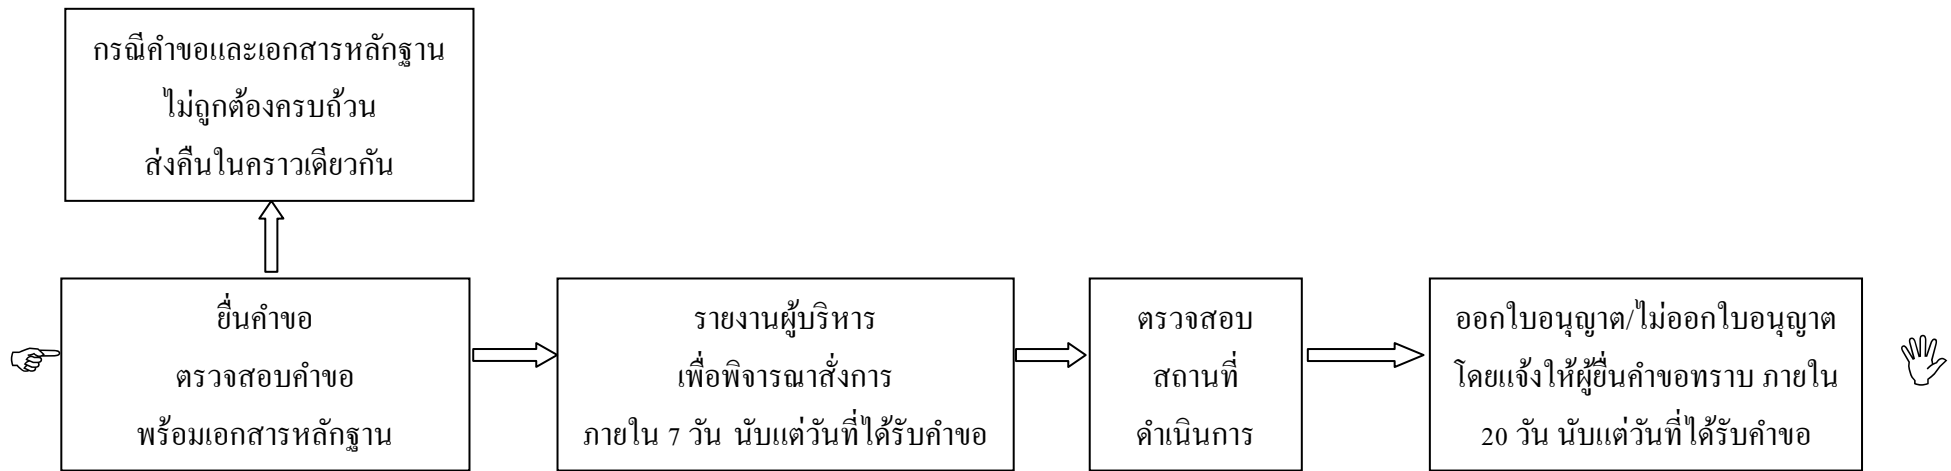 กรณีคำขอและเอกสารหลักฐาน
ไม่ถูกต้องครบถ้วน
ส่งคืนในคราวเดียวกัน
ยื่นคำขอ
ตรวจสอบคำขอ
พร้อมเอกสารหลักฐาน
รายงานผู้บริหาร
เพื่อพิจารณาสั่งการ
ภายใน 7 วัน นับแต่วันที่ได้รับคำขอ
ตรวจสอบ
สถานที่
ดำเนินการ
ออกใบอนุญาต/ไม่ออกใบอนุญาต
โดยแจ้งให้ผู้ยื่นคำขอทราบ ภายใน
20 วัน นับแต่วันที่ได้รับคำขอ